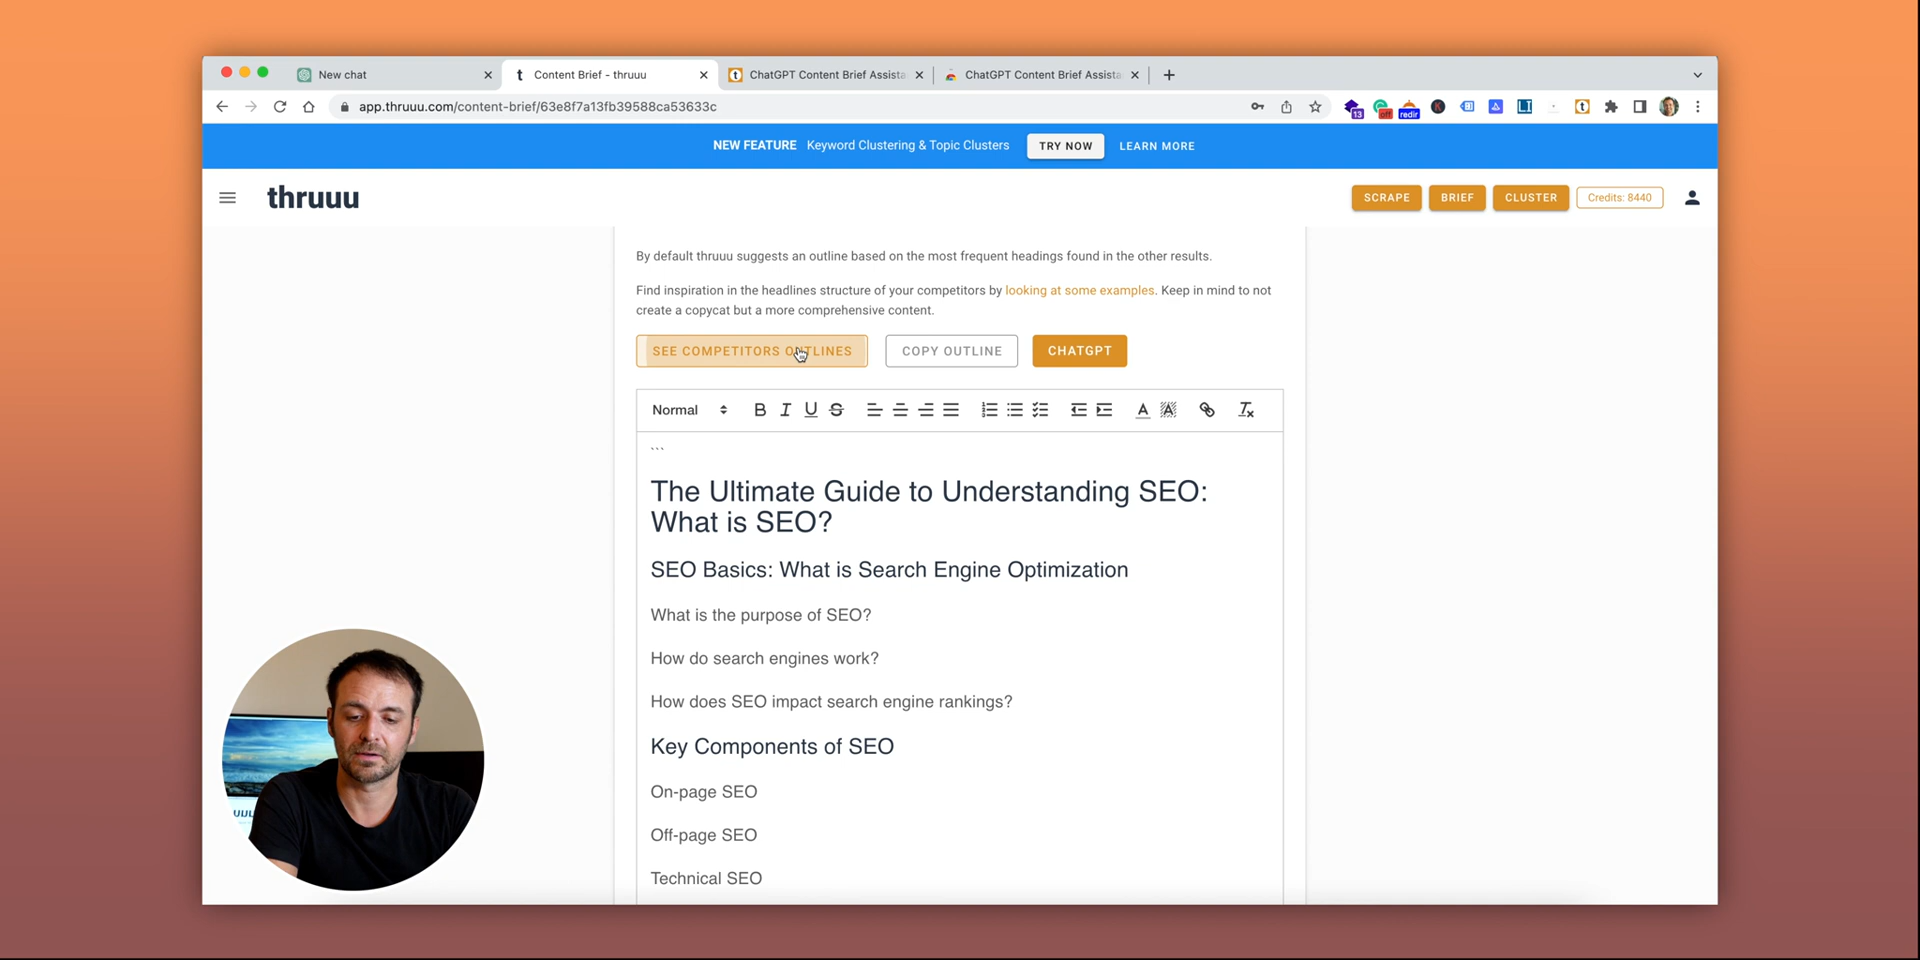 New chat
Content Brief - thruuu
ChatGPT Content Brief Assista
ChatGPT Content Brief Assista
app.thruuu.com/content-brief/63e8f7a13fb39588ca53633c
13
off
redir
NEW FEATURE Keyword Clustering & Topic Clusters TRY NOW LEARN MORE
thruuu
SCRAPE BRIEF CLUSTER Credits: 8440
By default thruuu suggests an outline based on the most frequent headings found in the other results.
Find inspiration in the headlines structure of your competitors by looking at some examples. Keep in mind to not
create a copycat but a more comprehensive content.
SEE COMPETITORS OUTLINES COPY OUTLINE CHATGPT
Normal
```
The Ultimate Guide to Understanding SEO:
What is SEO?
SEO Basics: What is Search Engine Optimization
What is the purpose of SEO?
How do search engines work?
How does SEO impact search engine rankings?
Key Components of SEO
On-page SEO
Off-page SEO
Technical SEO